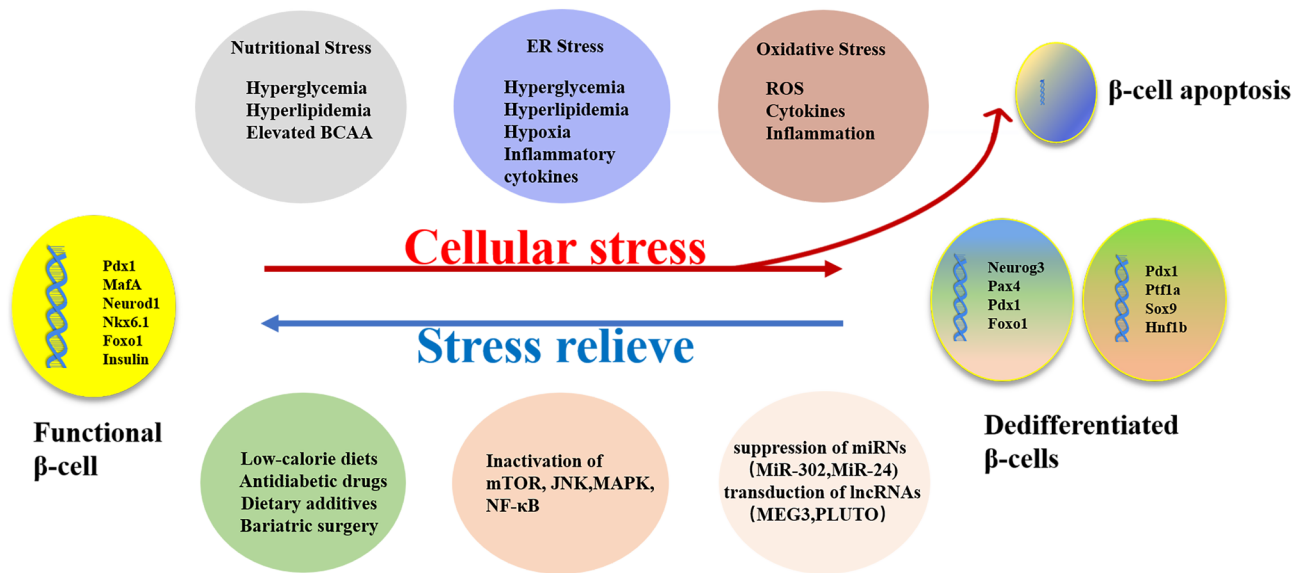 Nutritional Stress
Hyperglycemia
Hyperlipidemia
Elevated BCAA
ER Stress
Hyperglycemia
Hyperlipidemia
Hypoxia
Inflammatory
cytokines
Oxidative Stress
ROS
Cytokines
Inflammation
β-cell apoptosis
Cellular stress
Stress relieve
Pdx1
MafA
Neurod1
Nkx6.1
Foxo1
Insulin
Functional
β-cell
Neurog3
Pax4
Pdx1
Foxo1
Pdx1
Ptf1a
Sox9
Hnf1b
Dedifferentiated
β-cells
Low-calorie diets
Antidiabetic drugs
Dietary additives
Bariatric surgery
Inactivation of
mTOR, JNK,MAPK,
NF-κB
suppression of miRNs
(MiR-302,MiR-24)
transduction of lncRNAs
(MEG3,PLUTO)